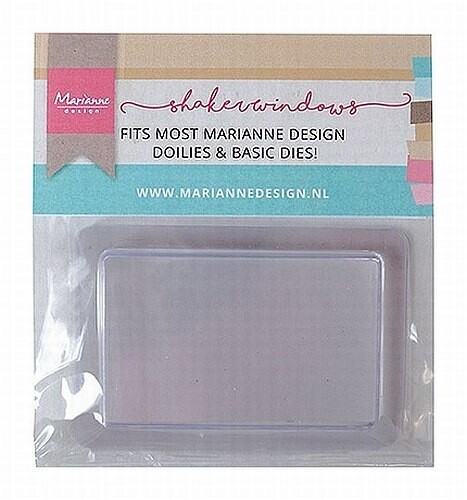 Marianne
design
shakerwindows
FITS MOST MARIANNE DESIGN
DOILIES & BASIC DIES!
WWW.MARIANNEDESIGN.NL